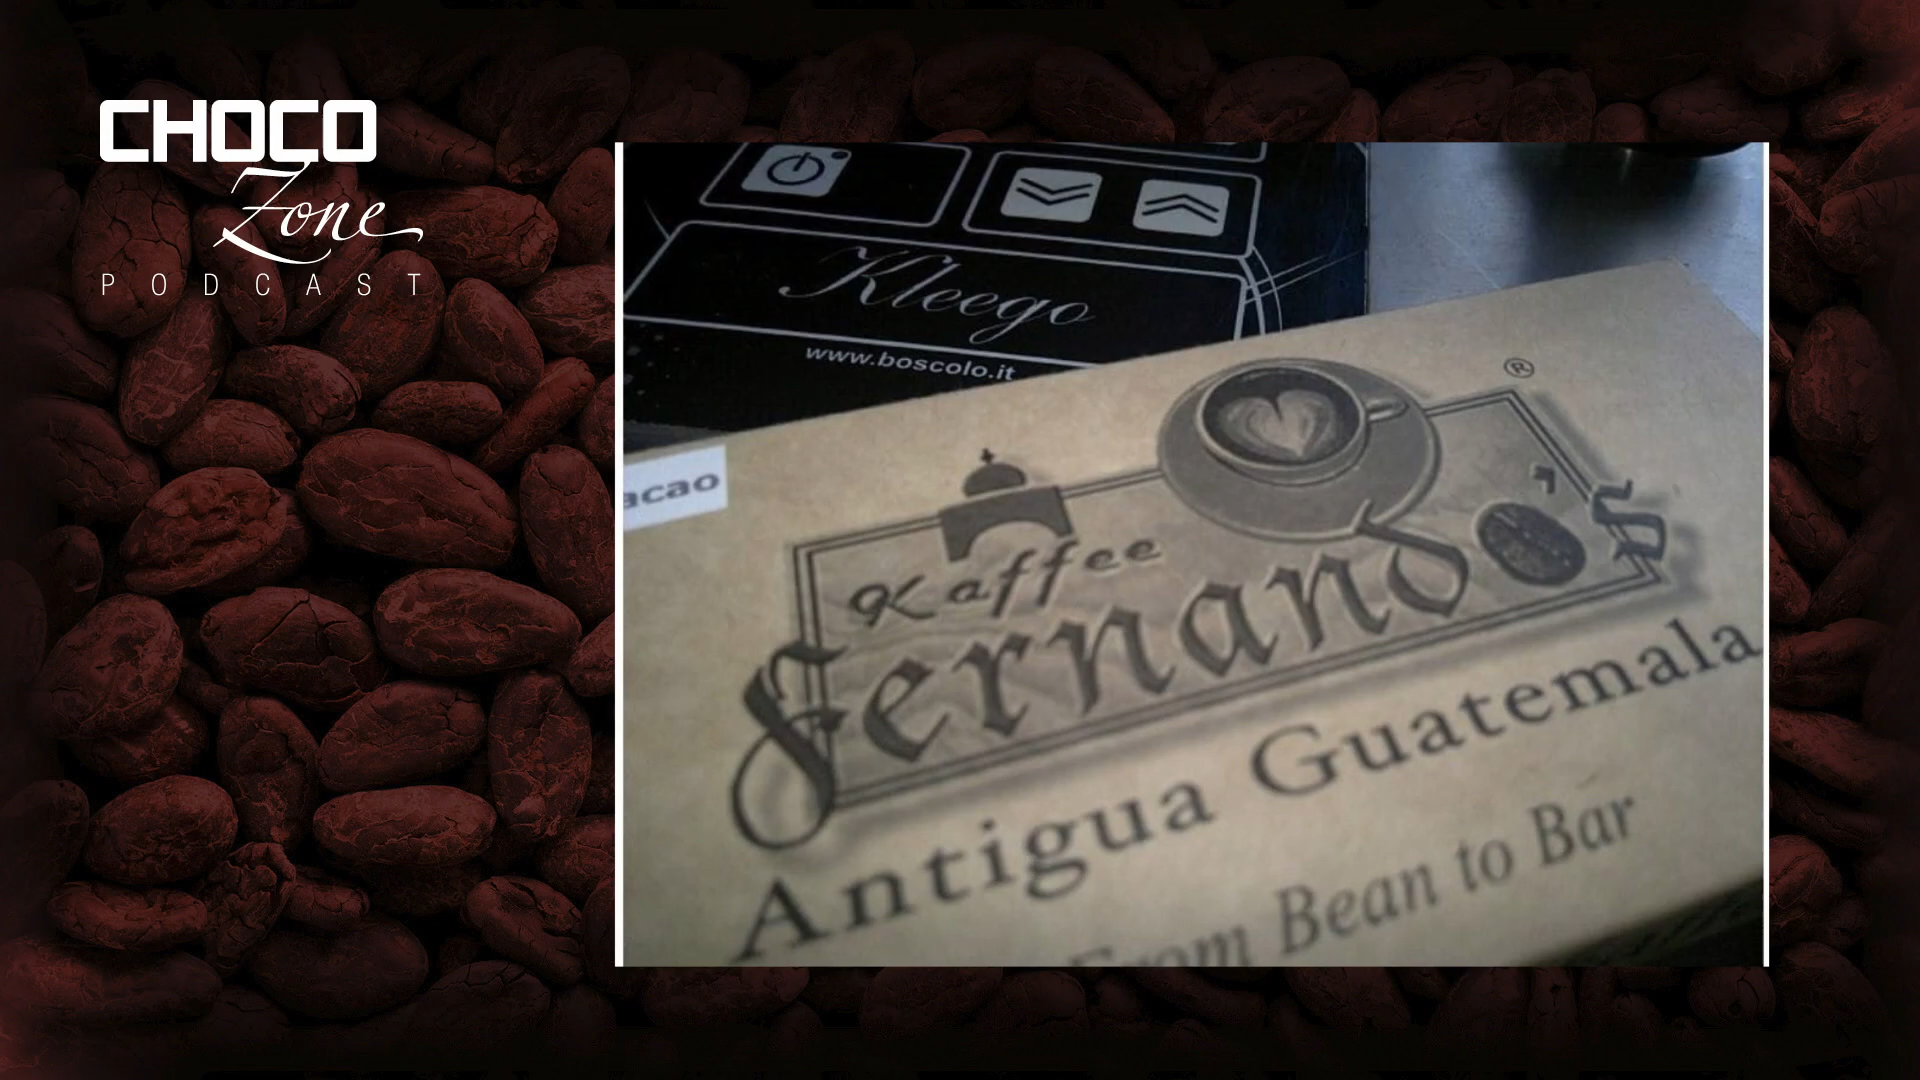 CHOCO
Zone
PODCAST
Kleego
www.boscolo.it
®
acao
Kaffee
Fernando's
Antigua Guatemala
From Bean to Bar